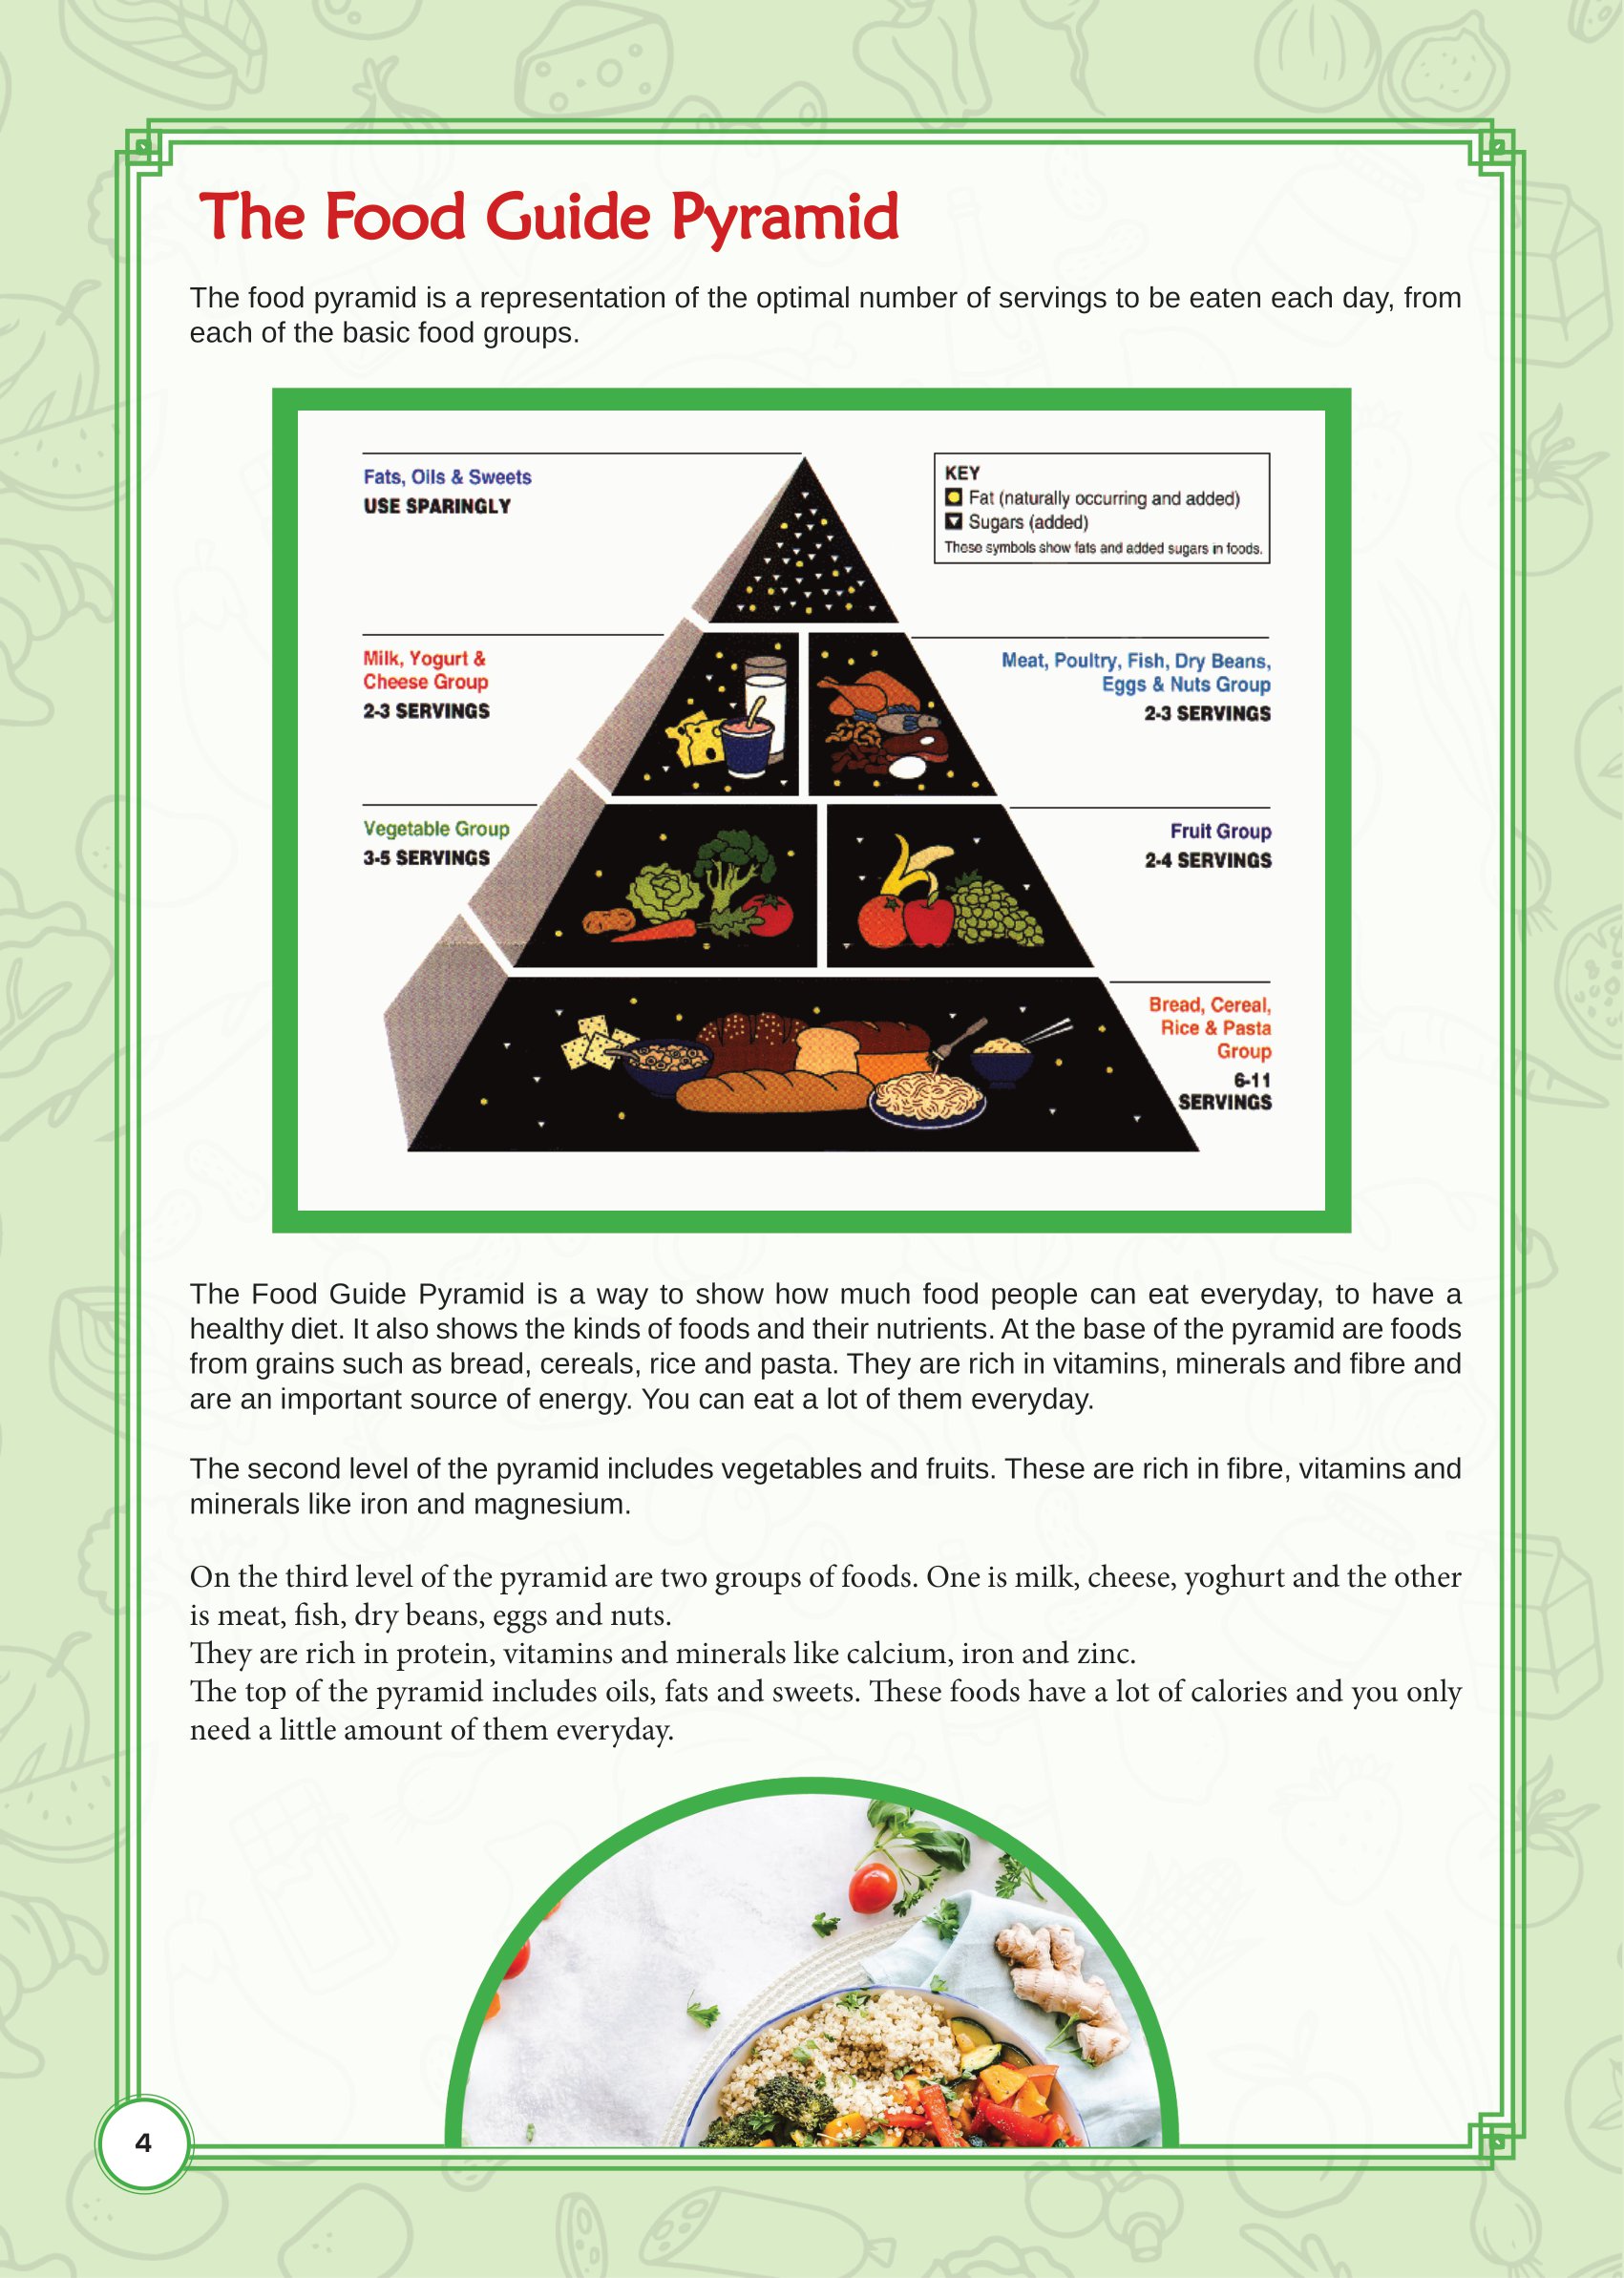 The Food Guide Pyramid
The food pyramid is a representation of the optimal number of servings to be eaten each day, from
each of the basic food groups.
Fats, Oils & Sweets
USE SPARINGLY
KEY
Fat (naturally occurring and added)
Sugars (added)
These symbols show fats and added sugars in foods.
Milk, Yogurt &
Cheese Group
2-3 SERVINGS
Meat, Poultry, Fish, Dry Beans,
Eggs & Nuts Group
2-3 SERVINGS
Vegetable Group
3-5 SERVINGS
Fruit Group
2-4 SERVINGS
Bread, Cereal,
Rice & Pasta
Group
6-11
SERVINGS
The Food Guide Pyramid is a way to show how much food people can eat everyday, to have a
healthy diet. It also shows the kinds of foods and their nutrients. At the base of the pyramid are foods
from grains such as bread, cereals, rice and pasta. They are rich in vitamins, minerals and fibre and
are an important source of energy. You can eat a lot of them everyday.
The second level of the pyramid includes vegetables and fruits. These are rich in fibre, vitamins and
minerals like iron and magnesium.
On the third level of the pyramid are two groups of foods. One is milk, cheese, yoghurt and the other
is meat, fish, dry beans, eggs and nuts.
They are rich in protein, vitamins and minerals like calcium, iron and zinc.
The top of the pyramid includes oils, fats and sweets. These foods have a lot of calories and you only
need a little amount of them everyday.
4